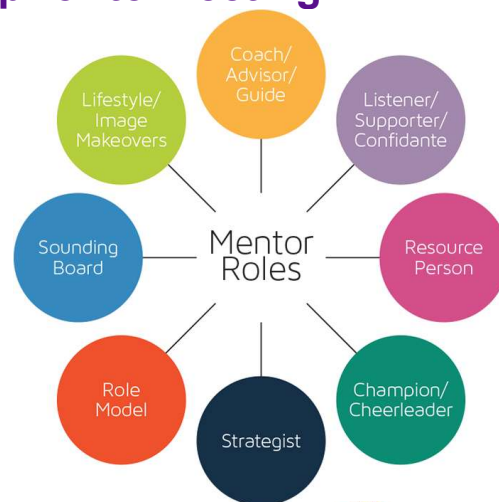 Coach/
Advisor/
Guide
Lifestyle/
Image
Makeovers
Listener/
Supporter/
Confidante
Mentor
Roles
Sounding
Board
Resource
Person
Role
Model
Champion/
Cheerleader
Strategist